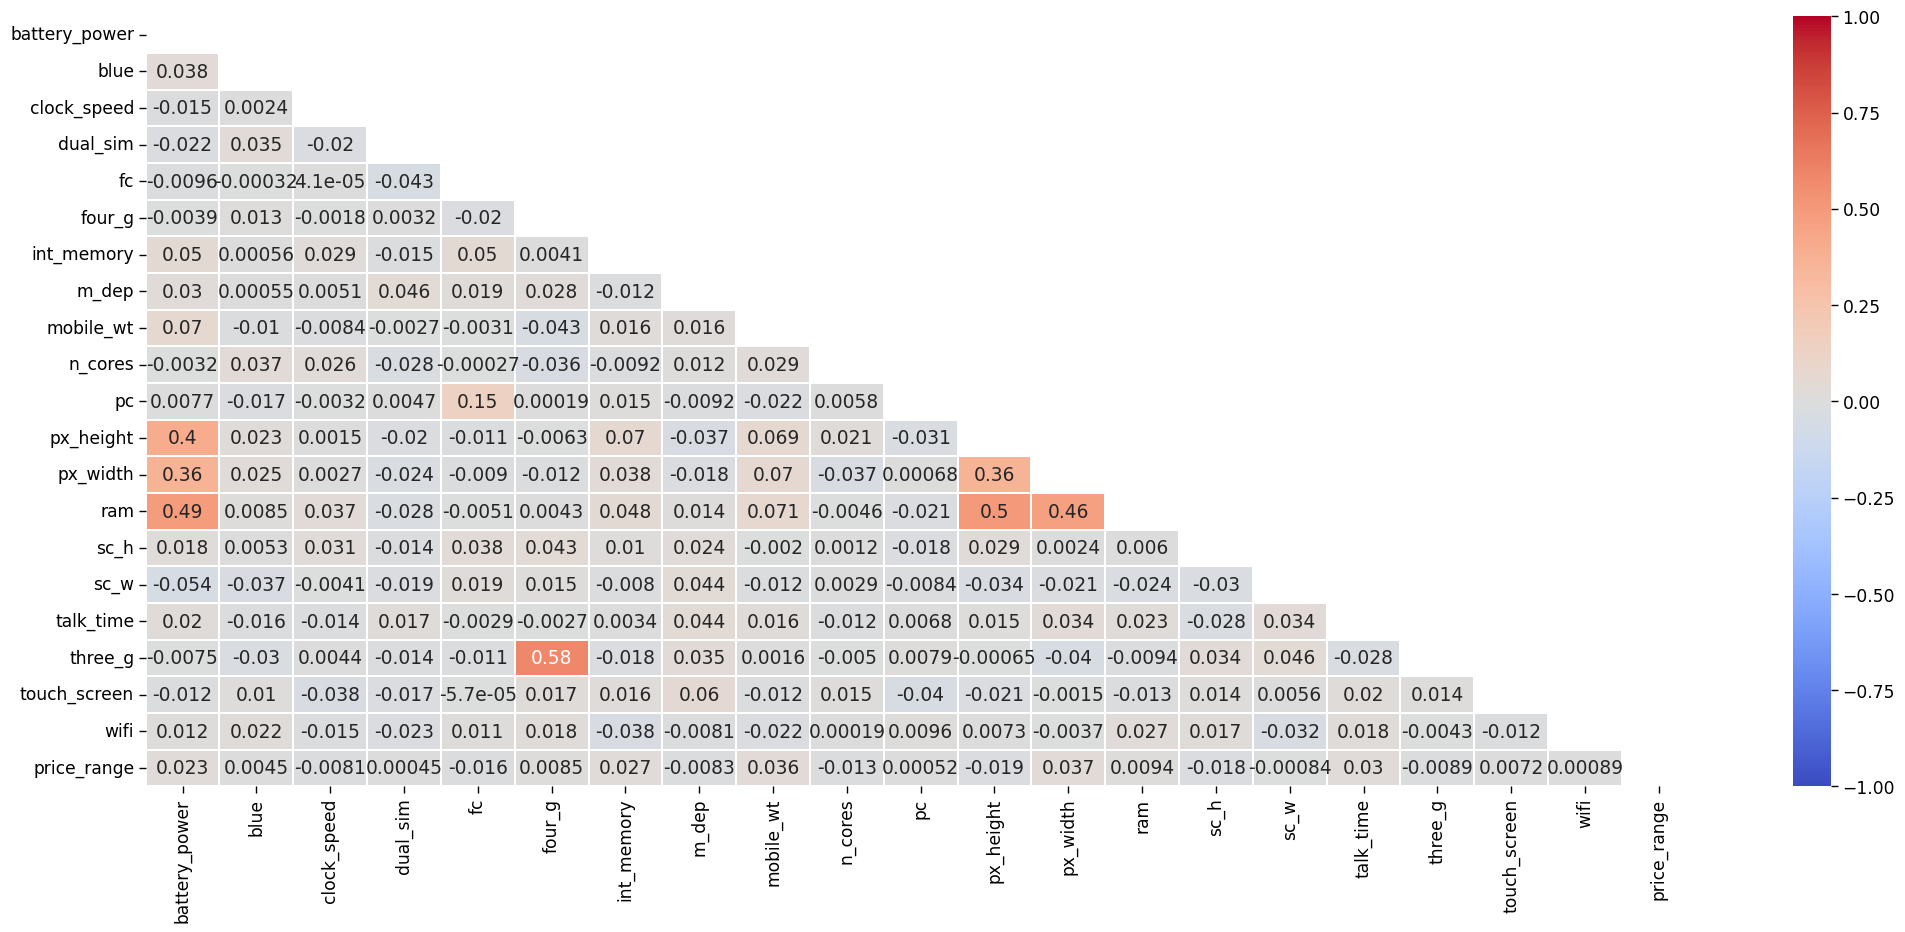 battery_power
blue 0.038
clock_speed -0.015 0.0024
dual_sim -0.022 0.035 -0.02
fc -0.0096 -0.00032 4.1e-05 -0.043
four_g -0.0039 0.013 -0.0018 0.0032 -0.02
int_memory 0.05 0.00056 0.029 -0.015 0.05 0.0041
m_dep 0.03 0.00055 0.0051 0.046 0.019 0.028 -0.012
mobile_wt 0.07 -0.01 -0.0084 -0.0027 -0.0031 -0.043 0.016 0.016
n_cores -0.0032 0.037 0.026 -0.028 -0.00027 -0.036 -0.0092 0.012 0.029
pc 0.0077 -0.017 -0.0032 0.0047 0.15 0.00019 0.015 -0.0092 -0.022 0.0058
px_height 0.4 0.023 0.0015 -0.02 -0.011 -0.0063 0.07 -0.037 0.069 0.021 -0.031
px_width 0.36 0.025 0.0027 -0.024 -0.009 -0.012 0.038 -0.018 0.07 -0.037 0.00068 0.36
ram 0.49 0.0085 0.037 -0.028 -0.0051 0.0043 0.048 0.014 0.071 -0.0046 -0.021 0.5 0.46
sc_h 0.018 0.0053 0.031 -0.014 0.038 0.043 0.01 0.024 -0.002 0.0012 -0.018 0.029 0.0024 0.006
sc_w -0.054 -0.037 -0.0041 -0.019 0.019 0.015 -0.008 0.044 -0.012 0.0029 -0.0084 -0.034 -0.021 -0.024 -0.03
talk_time 0.02 -0.016 -0.014 0.017 -0.0029 -0.0027 0.0034 0.044 0.016 -0.012 0.0068 0.015 0.034 0.023 -0.028 0.034
three_g -0.0075 -0.03 0.0044 -0.014 -0.011 0.58 -0.018 0.035 0.0016 -0.005 0.0079 -0.00065 -0.04 -0.0094 0.034 0.046 -0.028
touch_screen -0.012 0.01 -0.038 -0.017 -5.7e-05 0.017 0.016 0.06 -0.012 0.015 -0.04 -0.021 -0.0015 -0.013 0.014 0.0056 0.02 0.014
wifi 0.012 0.022 -0.015 -0.023 0.011 0.018 -0.038 -0.0081 -0.022 0.00019 0.0096 0.0073 -0.0037 0.027 0.017 -0.032 0.018 -0.0043 -0.012
price_range 0.023 0.0045 -0.0081 0.00045 -0.016 0.0085 0.027 -0.0083 0.036 -0.013 0.00052 -0.019 0.037 0.0094 -0.018 -0.00084 0.03 -0.0089 0.0072 0.00089
battery_power blue clock_speed dual_sim fc four_g int_memory m_dep mobile_wt n_cores pc px_height px_width ram sc_h sc_w talk_time three_g touch_screen wifi price_range
1.00
0.75
0.50
0.25
0.00
−0.25
−0.50
−0.75
−1.00